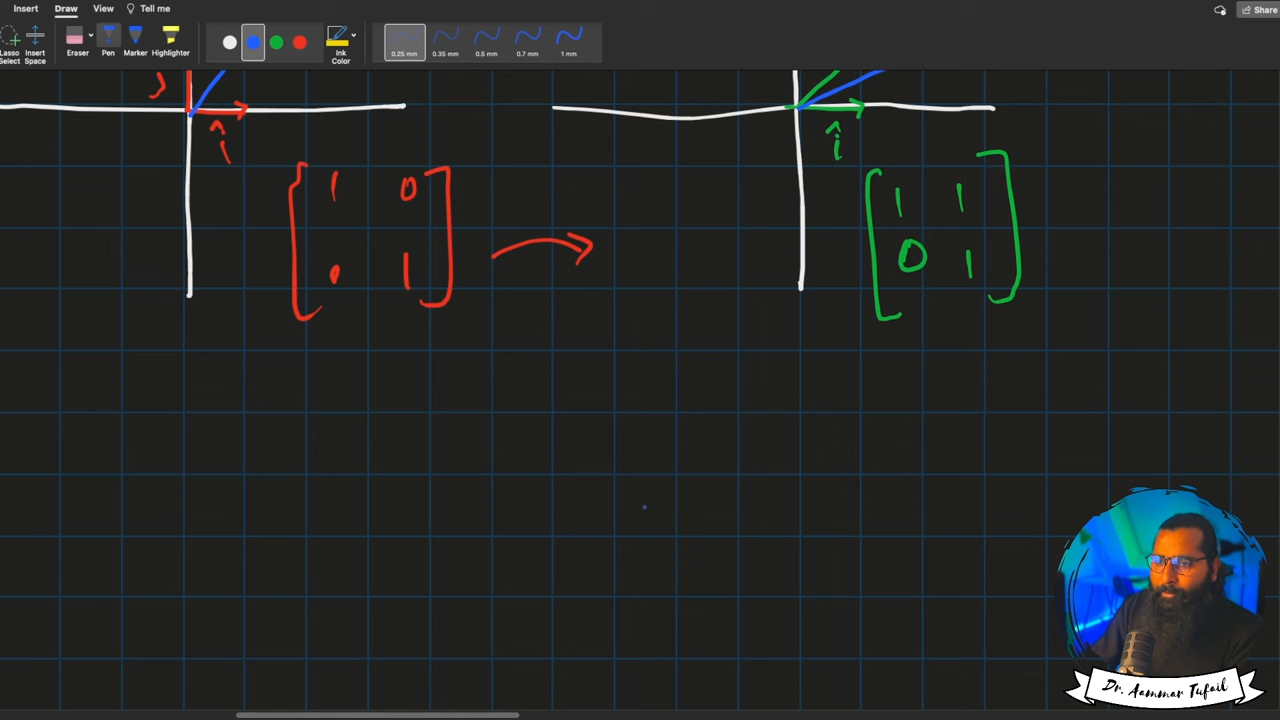 Insert Draw View Tell me Share
Lasso Select Insert Space Eraser Pen Marker Highlighter Ink Color 0.25 mm 0.35 mm 0.5 mm 0.7 mm 1 mm
î î
1 0 1 1
0 1 0 1
Dr. Aammar Tufail